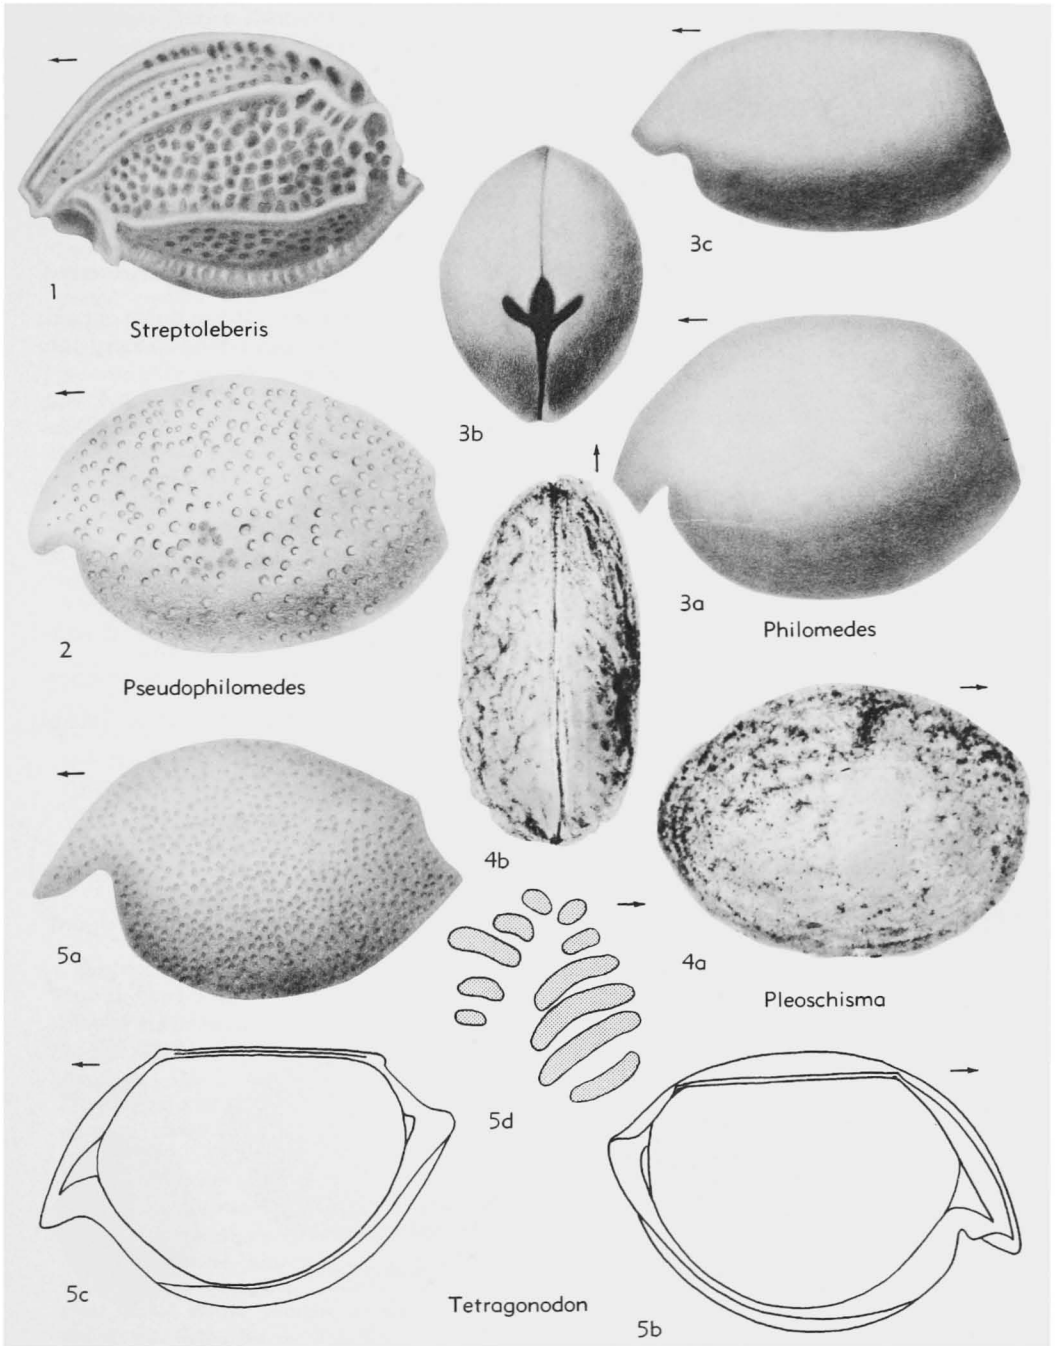 1
Streptoleberis
3c
3b
2
Pseudophilomedes
3a
Philomedes
4b
5a
4a
Pleoschisma
5d
5c
Tetragonodon
5b